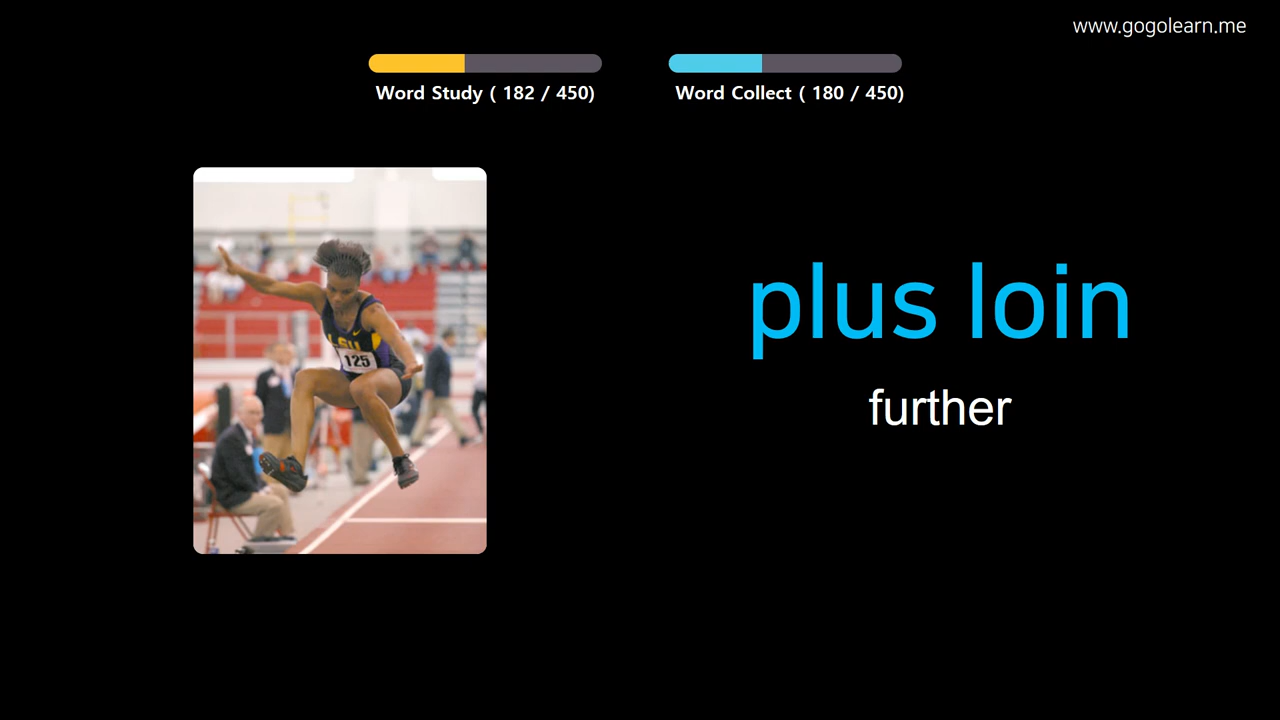 www.gogolearn.me
Word Study ( 182 / 450)
Word Collect ( 180 / 450)
LSU
125
plus loin
further